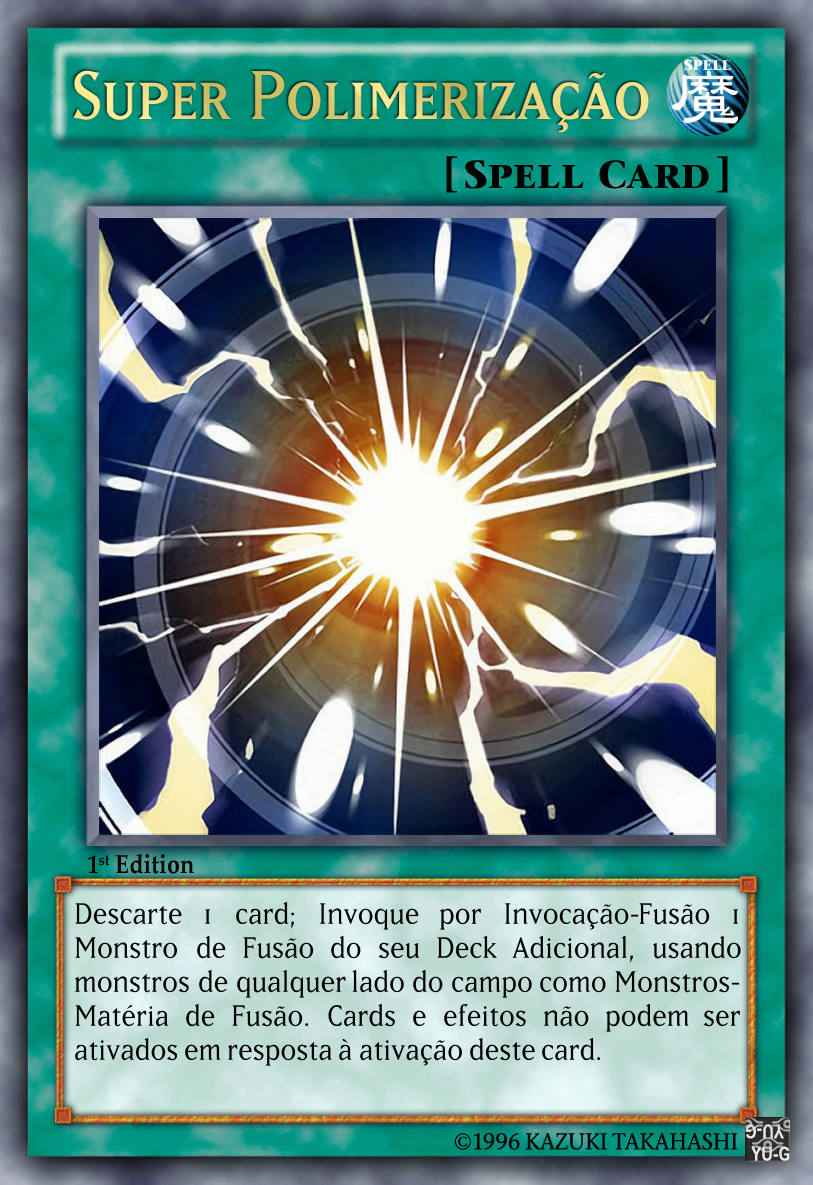 SUPER POLIMERIZAÇÃO
SPELL
魔
[SPELL CARD]
1st Edition
Descarte 1 card; Invoque por Invocação-Fusão 1
Monstro de Fusão do seu Deck Adicional, usando
monstros de qualquer lado do campo como Monstros-
Matéria de Fusão. Cards e efeitos não podem ser
ativados em resposta à ativação deste card.
©1996 KAZUKI TAKAHASHI
YU-G
YU-G